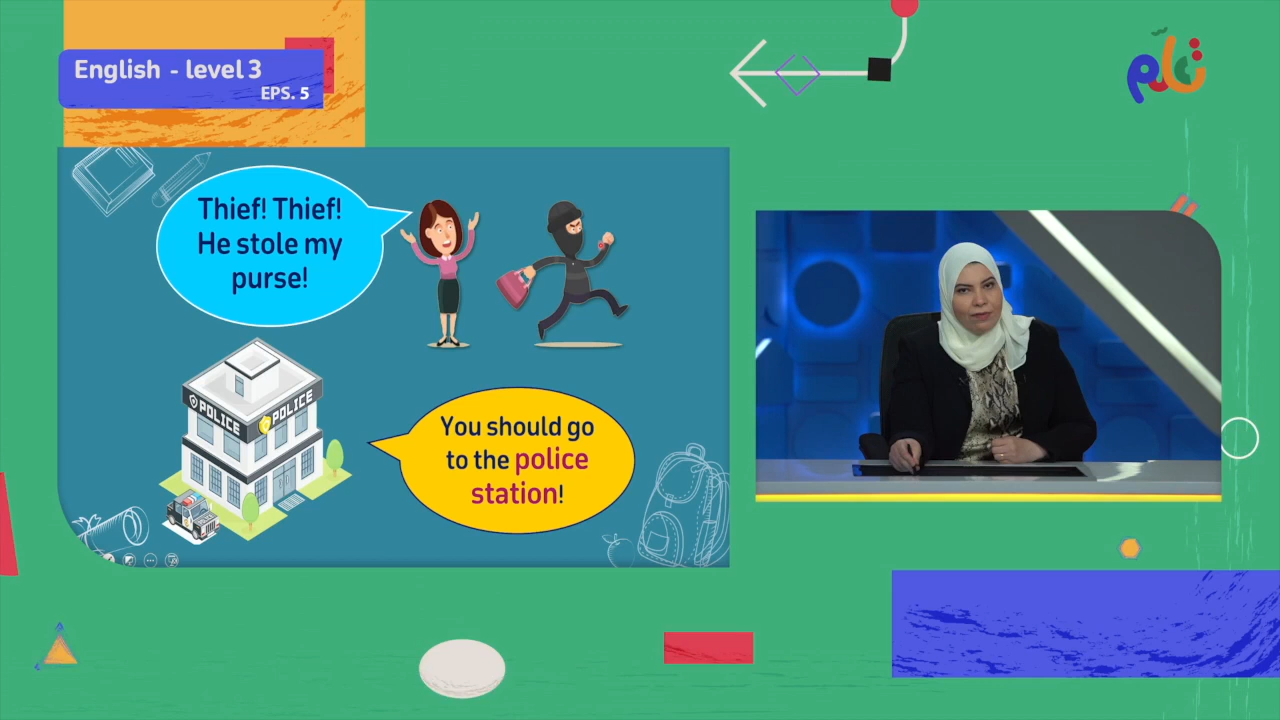 English - level 3
EPS. 5
Thief! Thief!
He stole my
purse!
POLICE
POLICE
You should go
to the police
station!